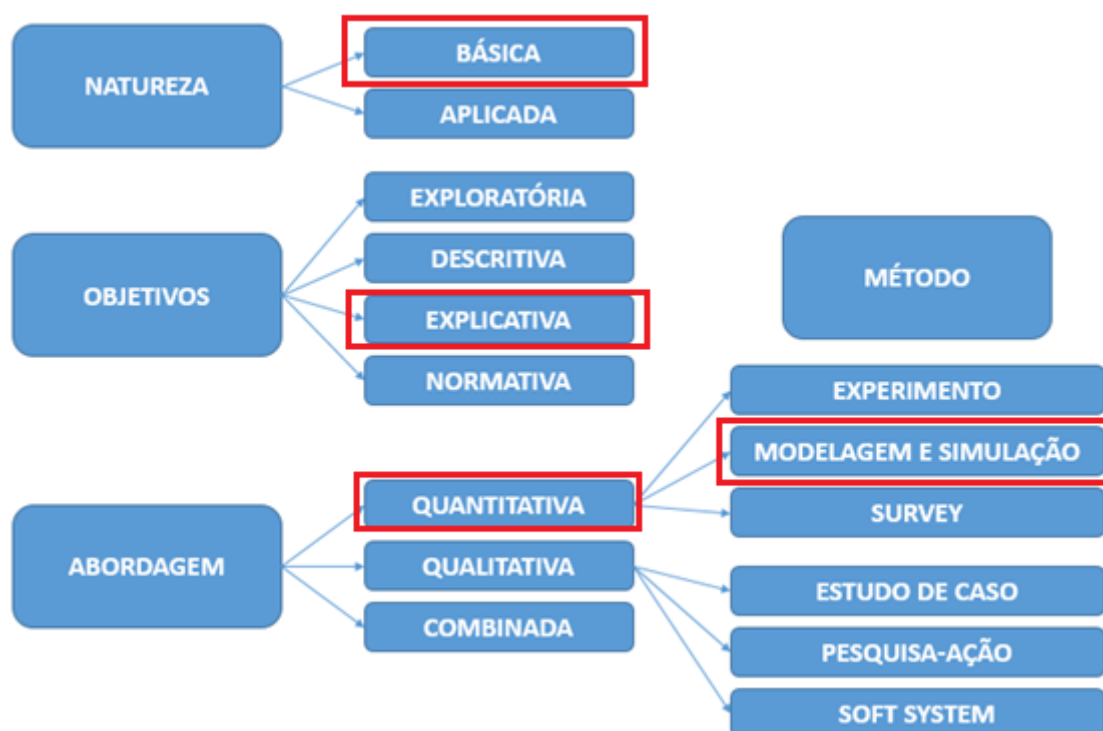 NATUREZA
BÁSICA
APLICADA
OBJETIVOS
EXPLORATÓRIA
DESCRITIVA
EXPLICATIVA
NORMATIVA
ABORDAGEM
QUANTITATIVA
QUALITATIVA
COMBINADA
MÉTODO
EXPERIMENTO
MODELAGEM E SIMULAÇÃO
SURVEY
ESTUDO DE CASO
PESQUISA-AÇÃO
SOFT SYSTEM